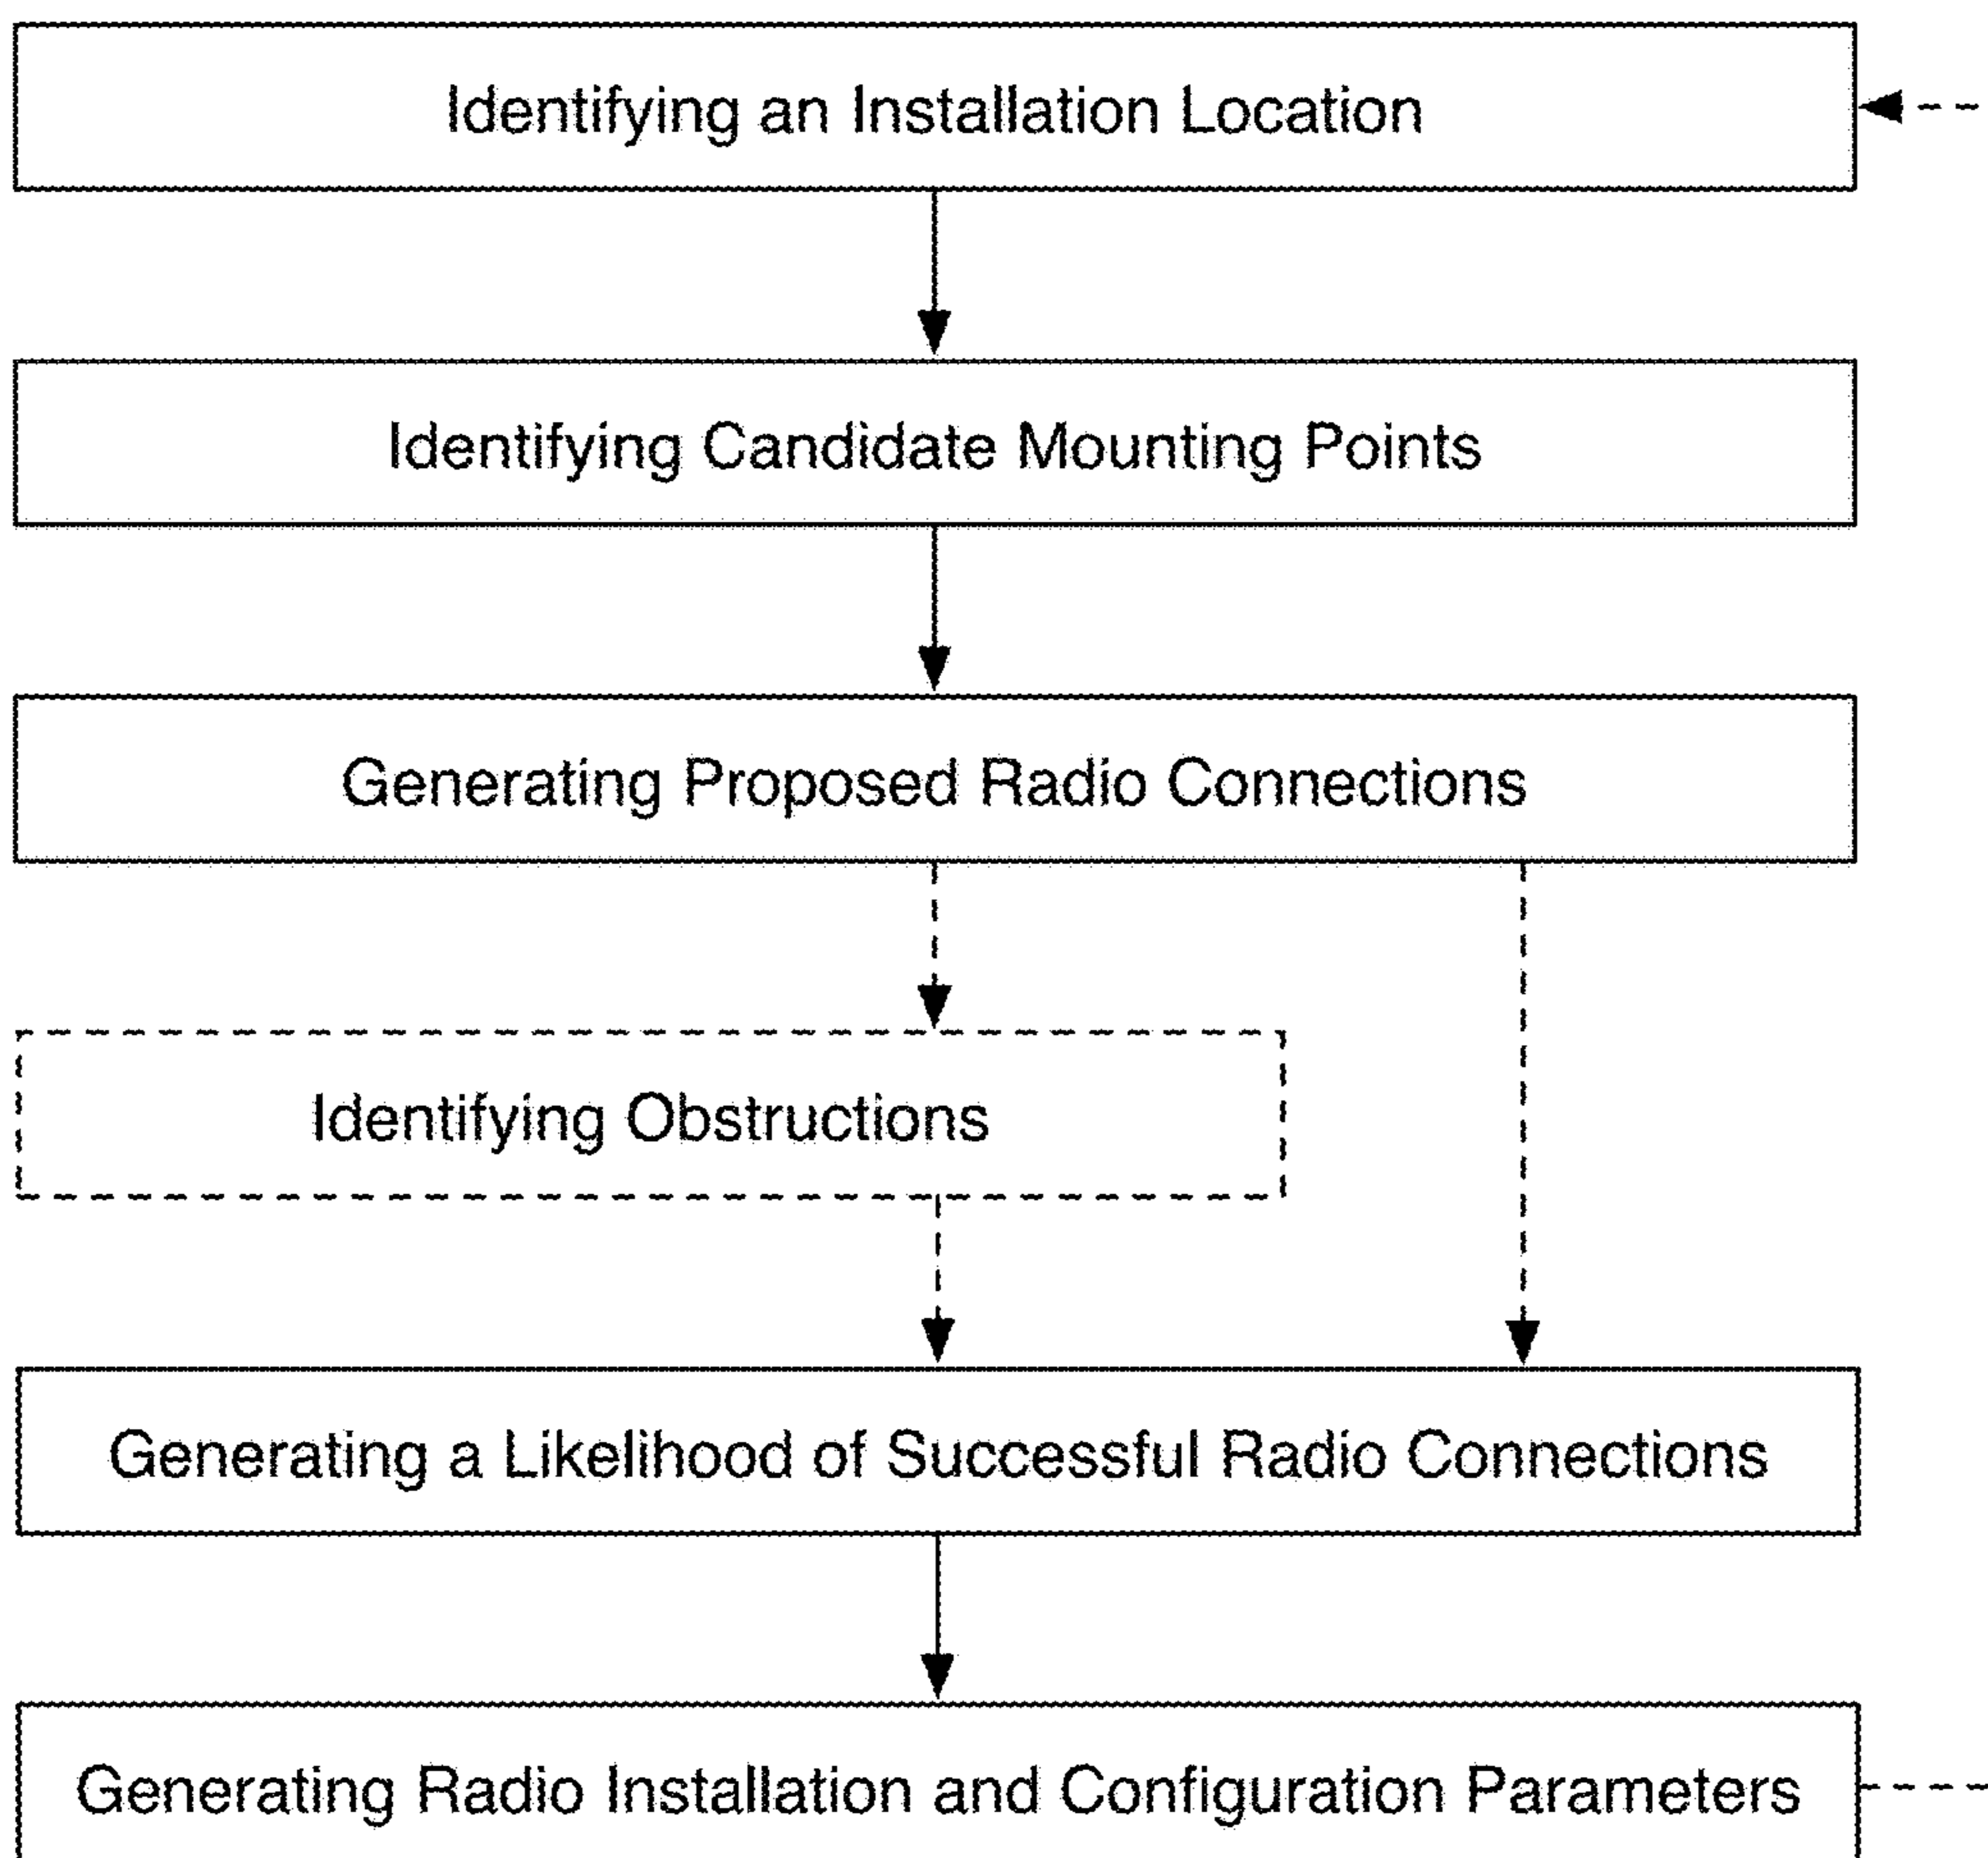 Identifying an Installation Location
Identifying Candidate Mounting Points
Generating Proposed Radio Connections
Identifying Obstructions
Generating a Likelihood of Successful Radio Connections
Generating Radio Installation and Configuration Parameters